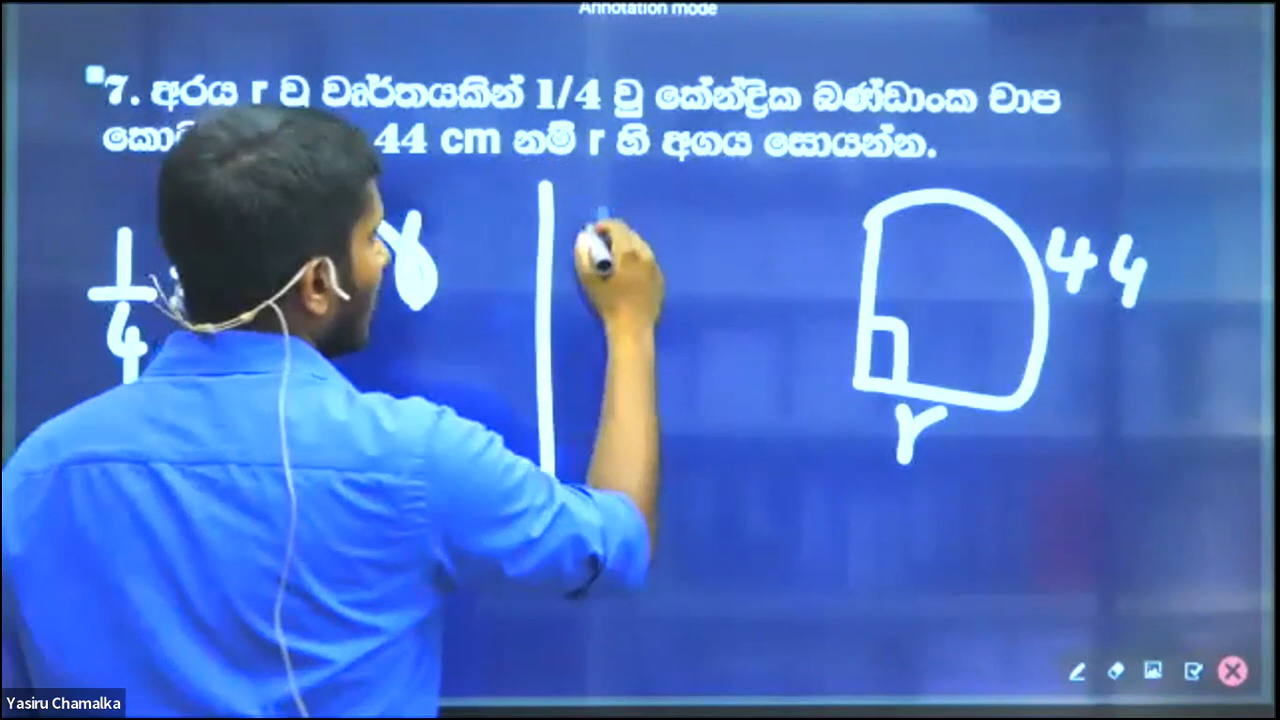 Annotation mode
7. අරය r වූ වෘර්තයකින් 1/4 වූ කේන්ද්‍රික ඛණ්ඩාංක චාප
44 cm නම් r හි අගය සොයන්න.
1
4
r
44
r
Yasiru Chamalka